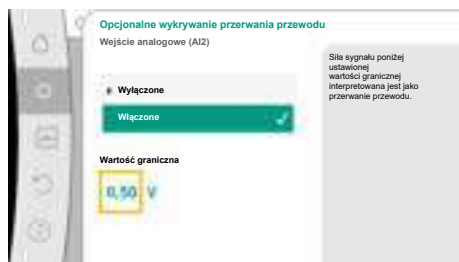 Opcjonalne wykrywanie przerwania przewodu
Wejście analogowe (AI2)
Siła sygnału poniżej
ustawionej
wartości granicznej
interpretowana jest jako
przerwanie przewodu.
Wyłączone
Włączone
Wartość graniczna
0,50 V